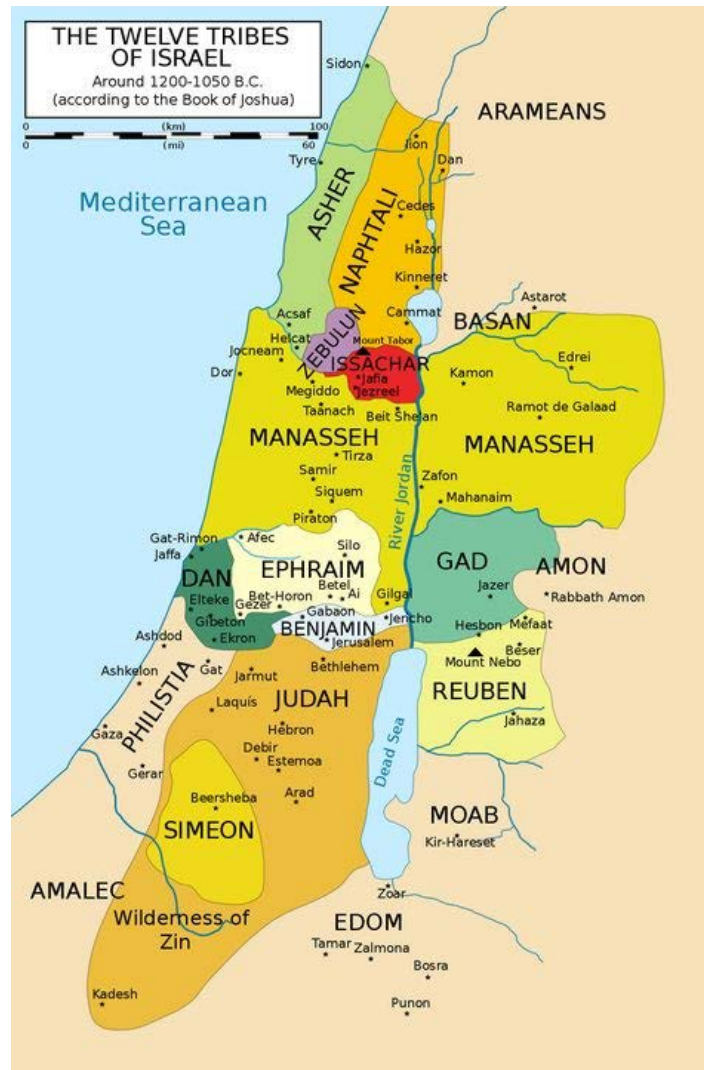 THE TWELVE TRIBES
OF ISRAEL
Around 1200-1050 B.C.
(according to the Book of Joshua)
0 (km) 100
0 (mi) 60
Sidon
ARAMEANS
Ilion
Dan
Tyre
Mediterranean
Sea
ASHER
NAPHTALI
Cedes
Hazor
Kinneret
Astarot
Acsaf
Cammat
BASAN
Helcat
ZEBULUN
Mount Tabor
Jocneam
ISSACHAR
Edrei
Dor
Jafia
Kamon
Megiddo
Jezreel
Taanach
Beit Shean
Ramot de Galaad
MANASSEH
MANASSEH
Tirza
Samir
River Jordan
Zafon
Siquem
Mahanaim
Piraton
Gat-Rimon
Afec
Jaffa
Silo
DAN
EPHRAIM
GAD
AMON
Betel
Jazer
Elteke
Bet-Horon
Ai
Gilgal
Rabbath Amon
Gezer
Gabaon
Jericho
Gibeton
BENJAMIN
Hesbon
Mefaat
Ashdod
Ekron
Jerusalem
Beser
Ashkelon
Gat
Bethlehem
Mount Nebo
Jarmut
PHILISTIA
JUDAH
REUBEN
Laquís
Jahaza
Gaza
Hebron
Dead Sea
Debir
Estemoa
Gerar
Beersheba
Arad
SIMEON
MOAB
Kir-Hareset
AMALEC
Zoar
Wilderness of
Zin
EDOM
Tamar
Zalmona
Bosra
Kadesh
Punon